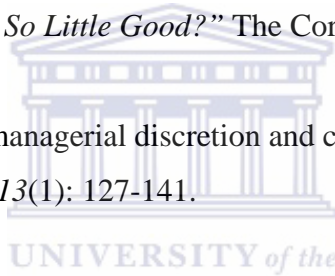 So Little Good?" The Con
managerial discretion and c
13(1): 127-141.
UNIVERSITY of the